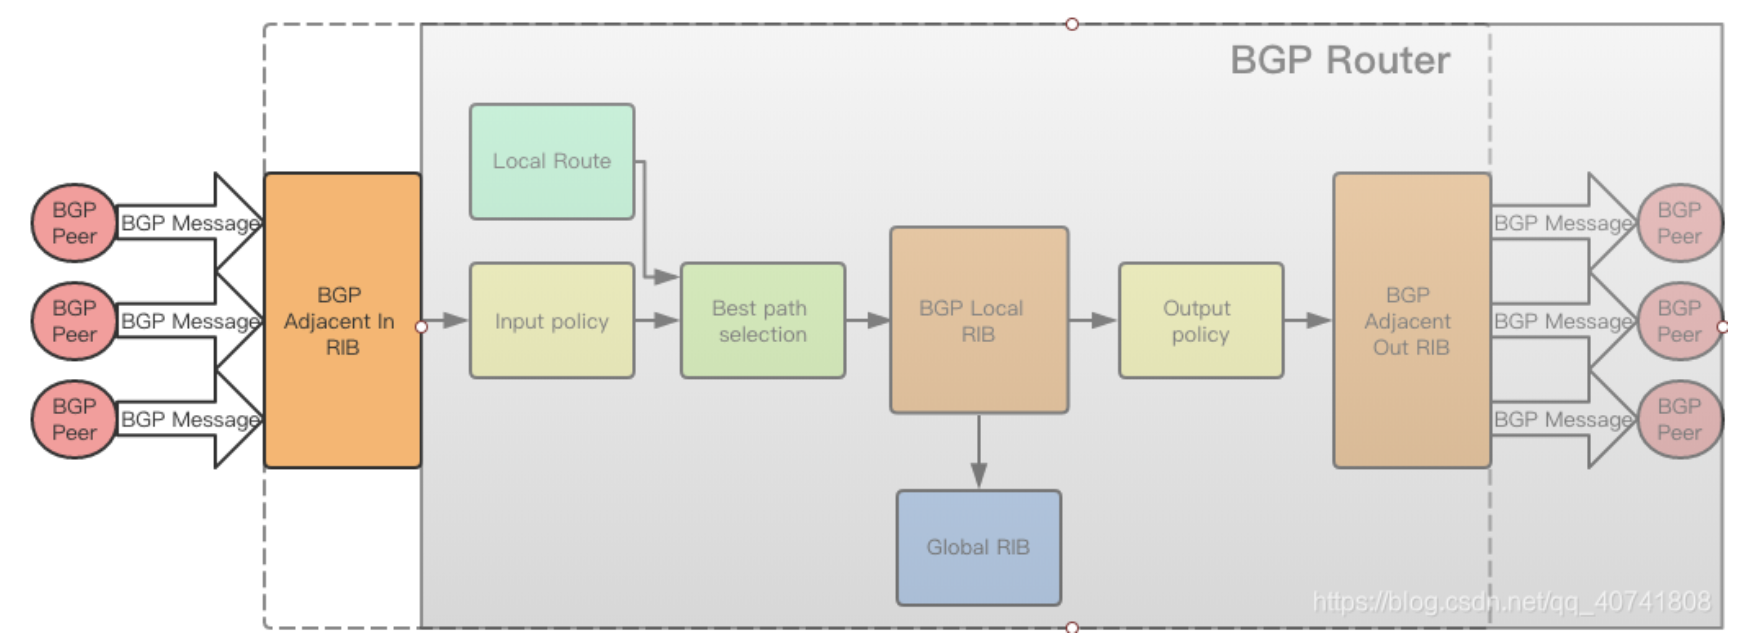 BGP Router
Local Route
BGP
Peer
BGP Message
BGP
Peer
BGP Message
BGP
Peer
BGP Message
BGP
Adjacent In
RIB
Input policy
Best path
selection
BGP Local
RIB
Output
policy
BGP
Adjacent
Out RIB
BGP Message
BGP
Peer
BGP Message
BGP
Peer
BGP Message
BGP
Peer
Global RIB
https://blog.csdn.net/qq_40741808